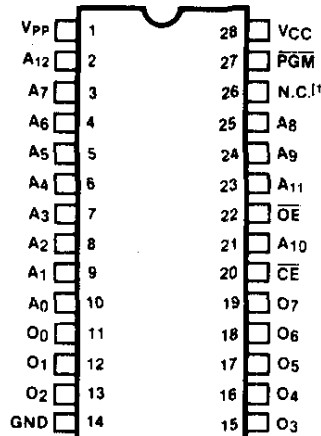 VPP 1 28 VCC
A12 2 27 PGM
A7 3 26 N.C.[1
A6 4 25 A8
A5 5 24 A9
A4 6 23 A11
A3 7 22 OE
A2 8 21 A10
A1 9 20 CE
A0 10 19 O7
O0 11 18 O6
O1 12 17 O5
O2 13 16 O4
GND 14 15 O3